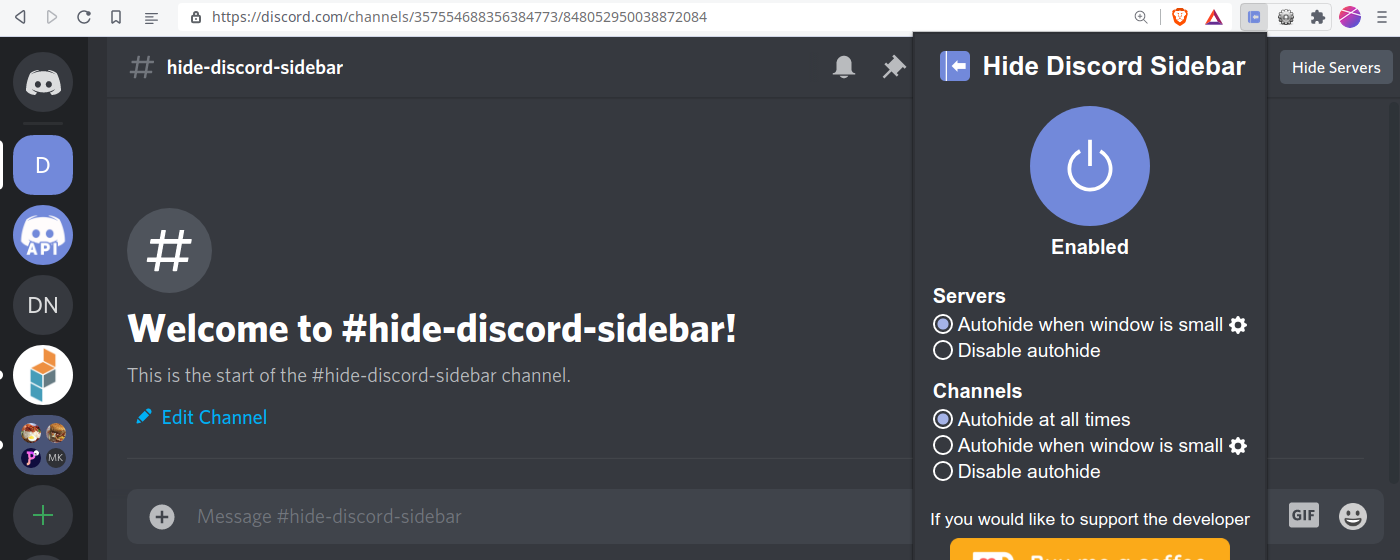 https://discord.com/channels/357554688356384773/848052950038872084
hide-discord-sidebar
Hide Discord Sidebar
Hide Servers
D
API
DN
MK
Welcome to #hide-discord-sidebar!
This is the start of the #hide-discord-sidebar channel.
Edit Channel
Message #hide-discord-sidebar
GIF
Enabled
Servers
Autohide when window is small
Disable autohide
Channels
Autohide at all times
Autohide when window is small
Disable autohide
If you would like to support the developer
Buy me a coffee